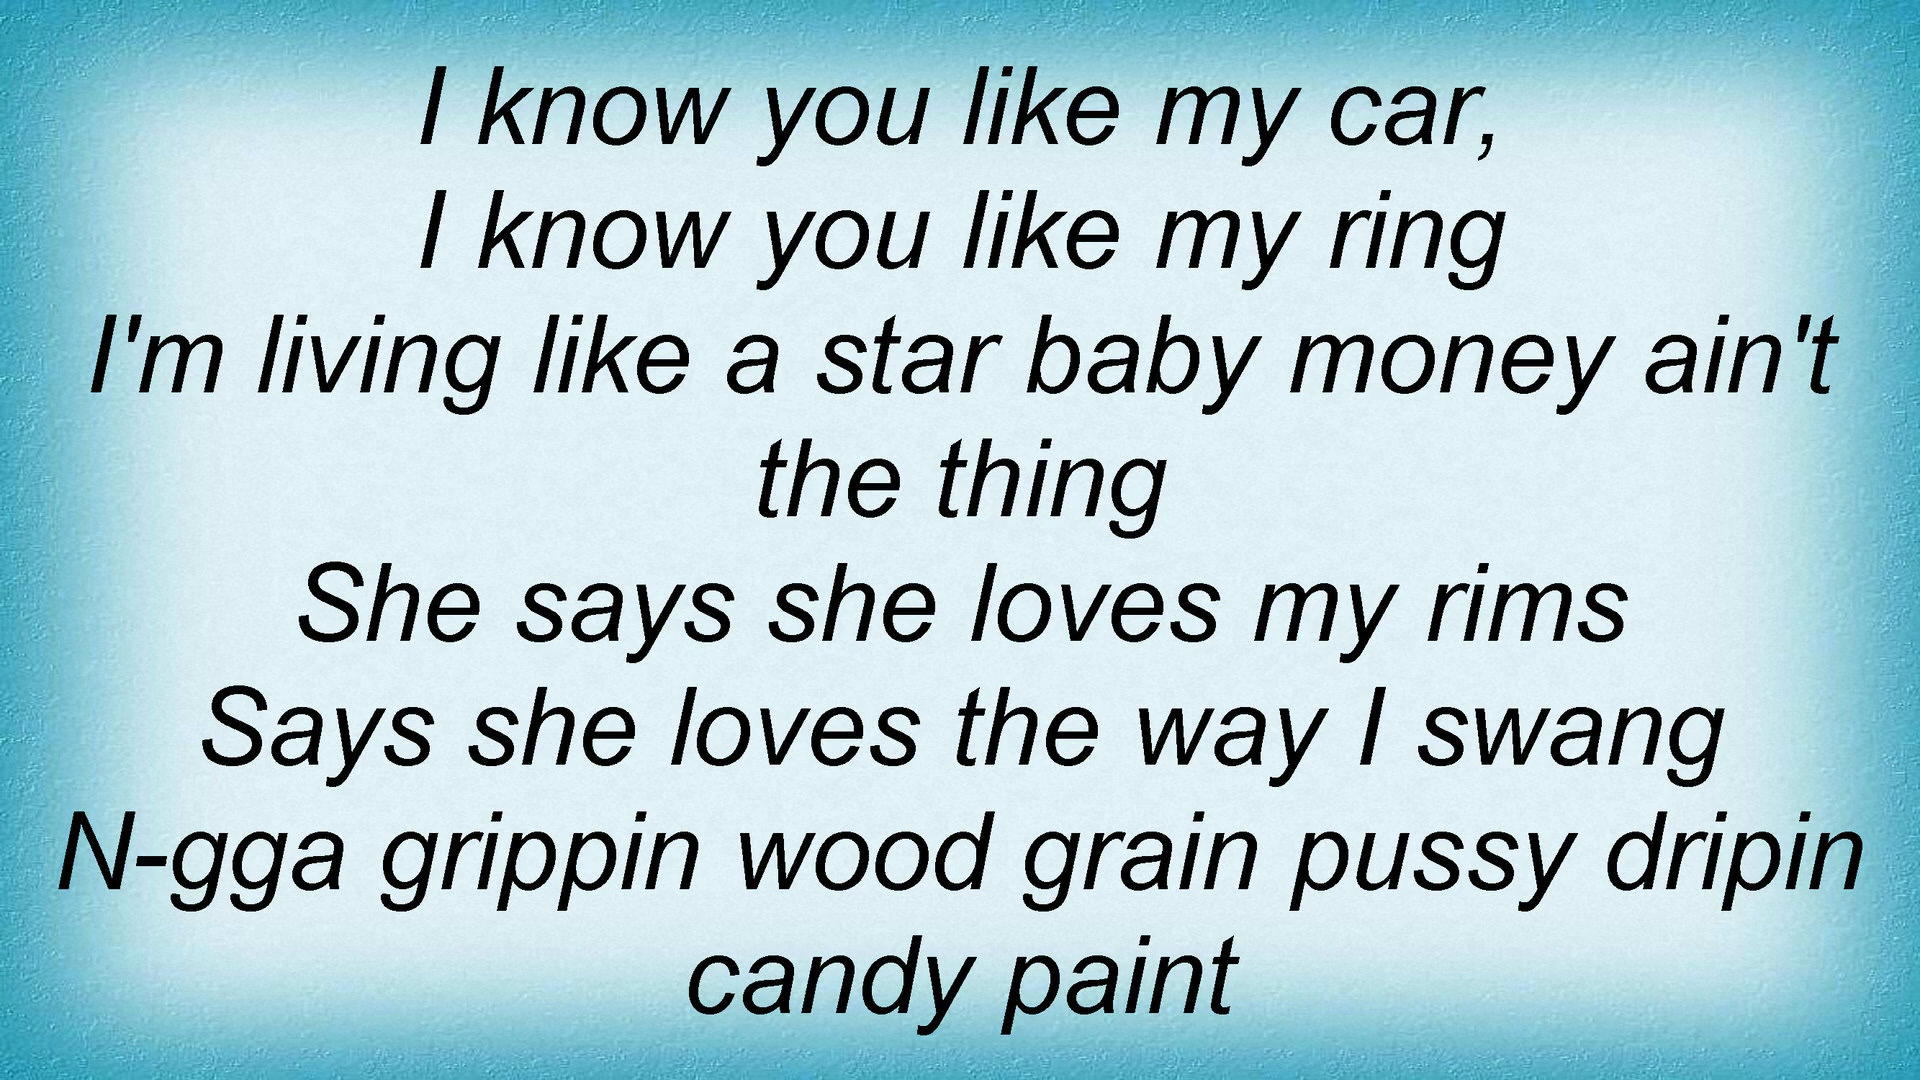 I know you like my car,
I know you like my ring
I'm living like a star baby money ain't
the thing
She says she loves my rims
Says she loves the way I swang
N-gga grippin wood grain pussy dripin
candy paint